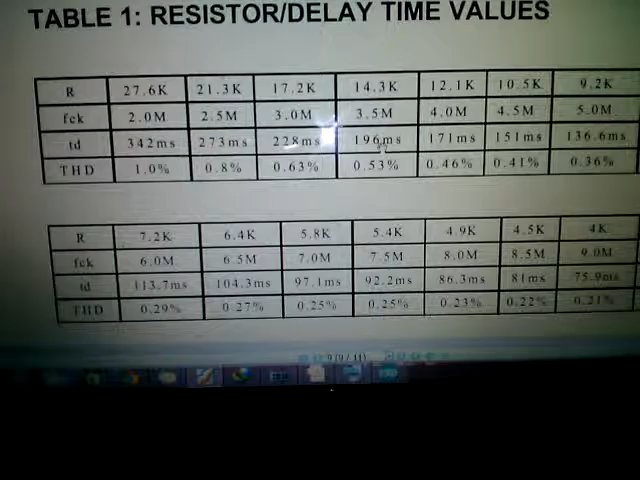 TABLE 1: RESISTOR/DELAY TIME VALUES
R 27.6K 21.3K 17.2K 14.3K 12.1K 10.5K 9.2K
fck 2.0M 2.5M 3.0M 3.5M 4.0M 4.5M 5.0M
td 342ms 273ms 228ms 196ms 171ms 151ms 136.6ms
THD 1.0% 0.8% 0.63% 0.53% 0.46% 0.41% 0.36%
R 7.2K 6.4K 5.8K 5.4K 4.9K 4.5K 4K
fck 6.0M 6.5M 7.0M 7.5M 8.0M 8.5M 9.0M
td 113.7ms 104.3ms 97.1ms 92.2ms 86.3ms 81ms 75.9ms
THD 0.29% 0.27% 0.25% 0.25% 0.23% 0.22% 0.21%
9 (9 / 11)